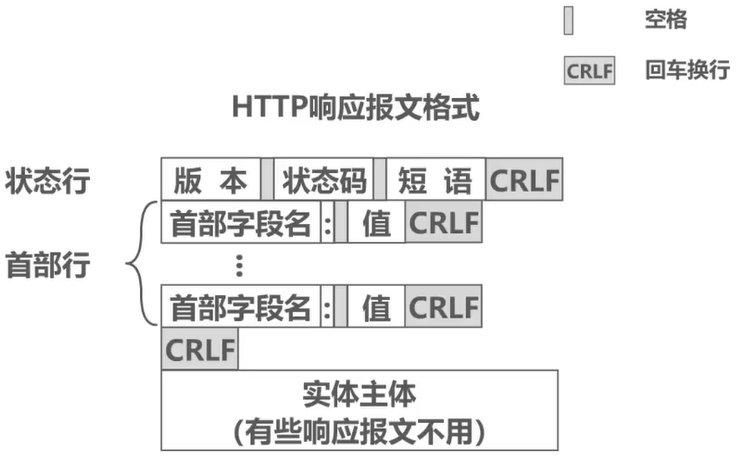 空格
CRLF 回车换行
HTTP响应报文格式
状态行 版本 状态码 短语 CRLF
首部字段名 : 值 CRLF
首部行 ⋮
首部字段名 : 值 CRLF
CRLF
实体主体
(有些响应报文不用)